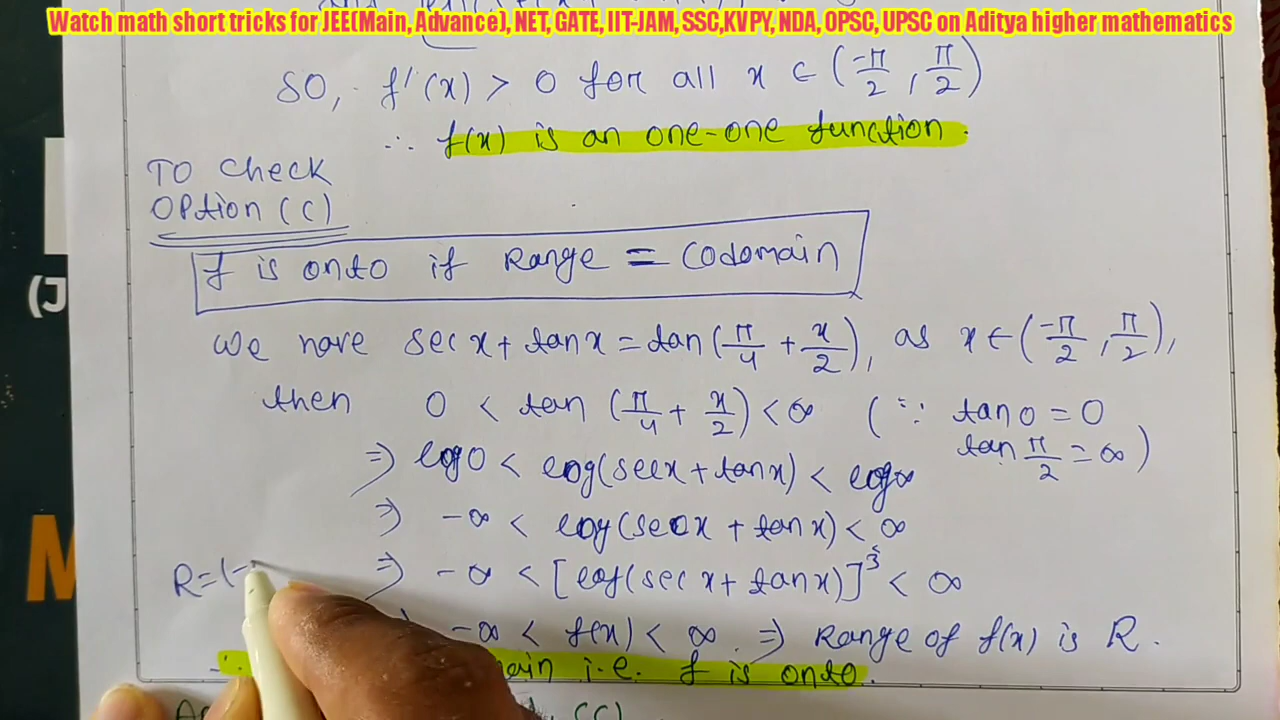 Watch math short tricks for JEE(Main, Advance), NET, GATE, IIT-JAM, SSC,KVPY, NDA, OPSC, UPSC on Aditya higher mathematics
SO, f'(x) > 0 for all x ∈ (-π/2, π/2)
∴ f(x) is an one-one function.
TO Check
OPtion (C)
f is onto if Range = Codomain
(J
we have sec x + tan x = tan(π/4 + x/2), as x ∈ (-π/2, π/2),
then 0 < tan (π/4 + x/2) < ∞ (∵ tan 0 = 0
tan π/2 = ∞)
⇒ log 0 < log(sec x + tan x) < log ∞
⇒ -∞ < log(sec x + tan x) < ∞
R = (-
⇒ -∞ < [log(sec x + tan x)]³ < ∞
-∞ < f(x) < ∞ ⇒ Range of f(x) is R.
M
∴ main i.e. f is onto.
(C)